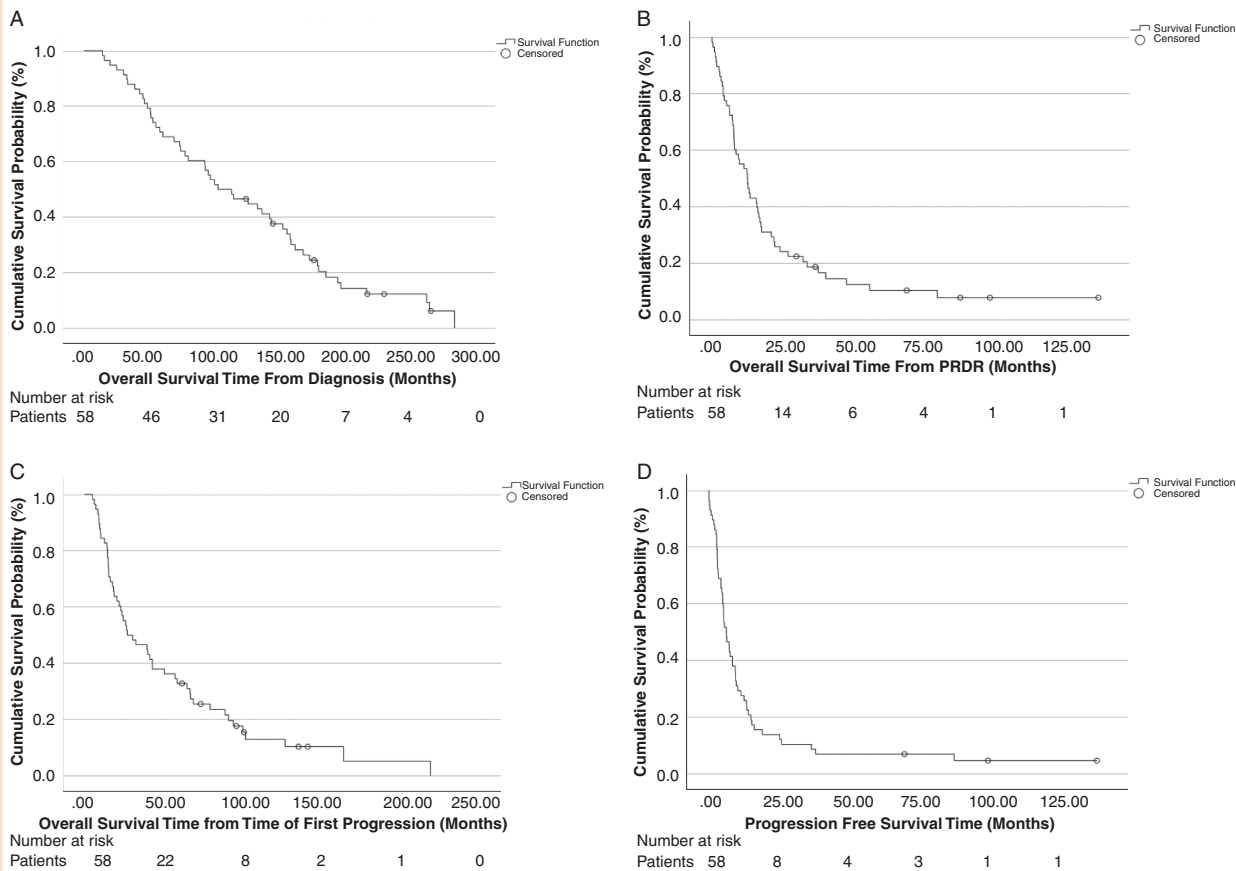 A
Survival Function
Censored
Cumulative Survival Probability (%)
1.0
0.8
0.6
0.4
0.2
0.0
.00 50.00 100.00 150.00 200.00 250.00 300.00
Overall Survival Time From Diagnosis (Months)
Number at risk
Patients 58 46 31 20 7 4 0
B
Survival Function
Censored
Cumulative Survival Probability (%)
1.0
0.8
0.6
0.4
0.2
0.0
.00 25.00 50.00 75.00 100.00 125.00
Overall Survival Time From PRDR (Months)
Number at risk
Patients 58 14 6 4 1 1
C
Survival Function
Censored
Cumulative Survival Probability (%)
1.0
0.8
0.6
0.4
0.2
0.0
.00 50.00 100.00 150.00 200.00 250.00
Overall Survival Time from Time of First Progression (Months)
Number at risk
Patients 58 22 8 2 1 0
D
Survival Function
Censored
Cumulative Survival Probability (%)
1.0
0.8
0.6
0.4
0.2
0.0
.00 25.00 50.00 75.00 100.00 125.00
Progression Free Survival Time (Months)
Number at risk
Patients 58 8 4 3 1 1